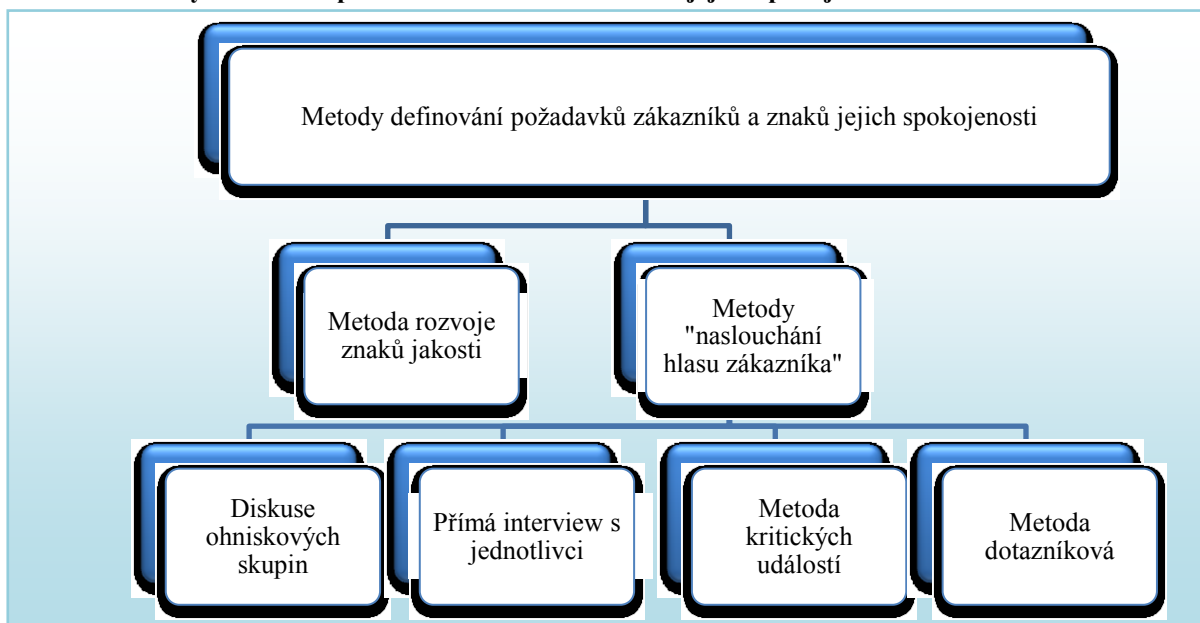 Metody definování požadavků zákazníků a znaků jejich spokojenosti
Metoda rozvoje
znaků jakosti
Metody
"naslouchání
hlasu zákazníka"
Diskuse
ohniskových
skupin
Přímá interview s
jednotlivci
Metoda
kritických
událostí
Metoda
dotazníková